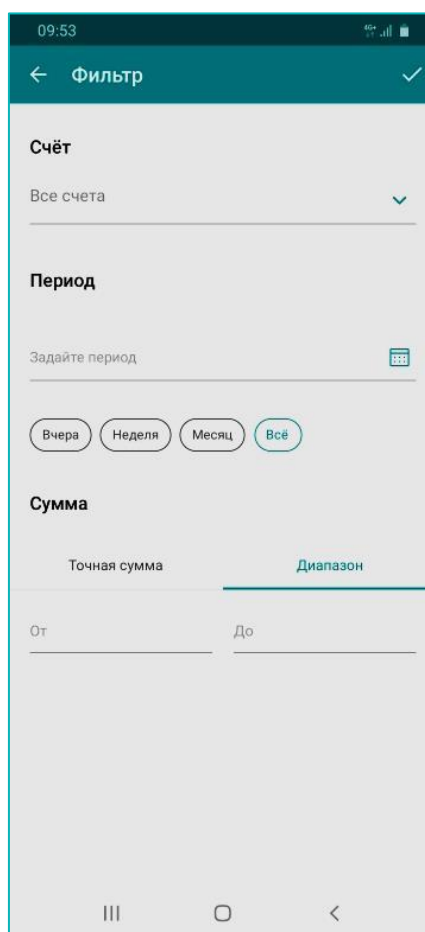 09:53
Фильтр
Счёт
Все счета
Период
Задайте период
Вчера Неделя Месяц Всё
Сумма
Точная сумма Диапазон
От До